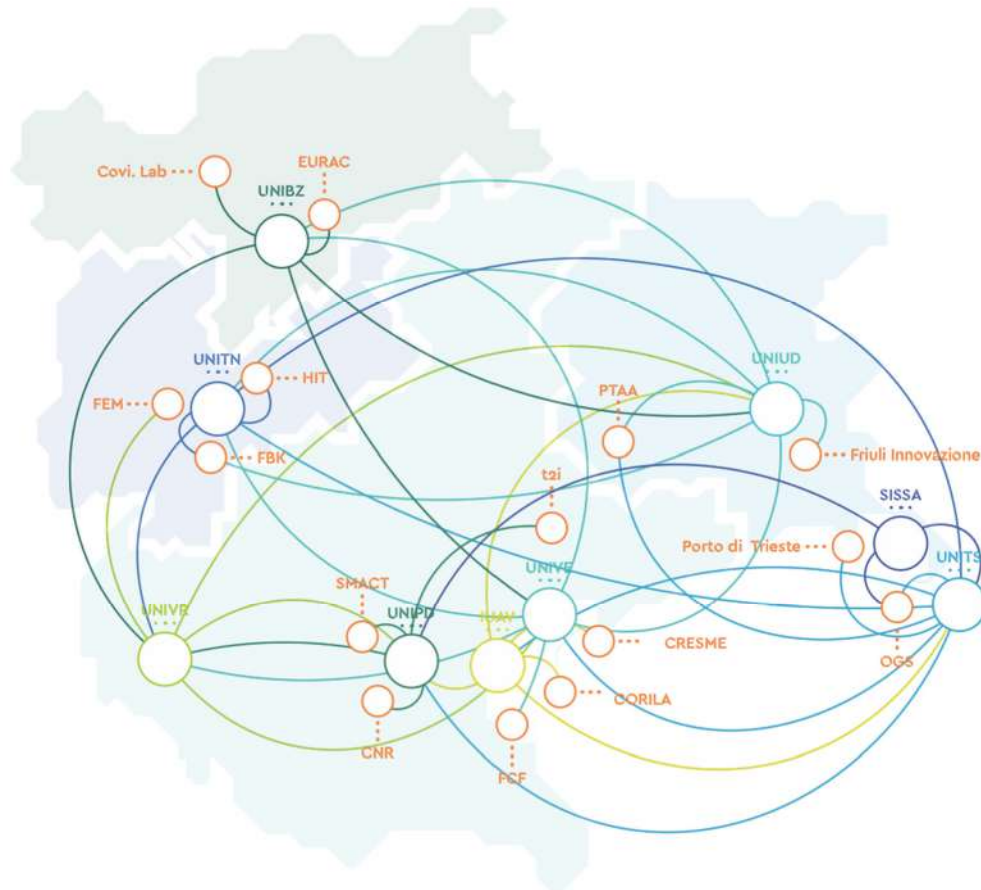 EURAC
Covi. Lab
UNIBZ
UNITN
UNIUD
HIT
PTAA
FEM
FBK
Friuli Innovazione
t2i
SISSA
Porto di Trieste
UNITS
UNIVE
SMACT
UNIVR
UNIPD
IUAV
CRESME
OGS
CORILA
CNR
FCF